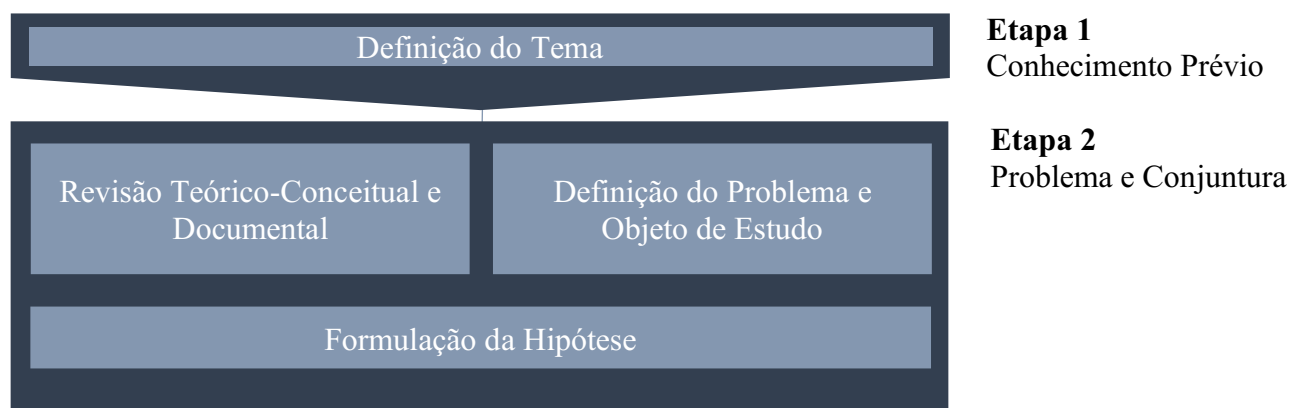 Definição do Tema
Etapa 1
Conhecimento Prévio
Etapa 2
Problema e Conjuntura
Revisão Teórico-Conceitual e
Documental
Definição do Problema e
Objeto de Estudo
Formulação da Hipótese